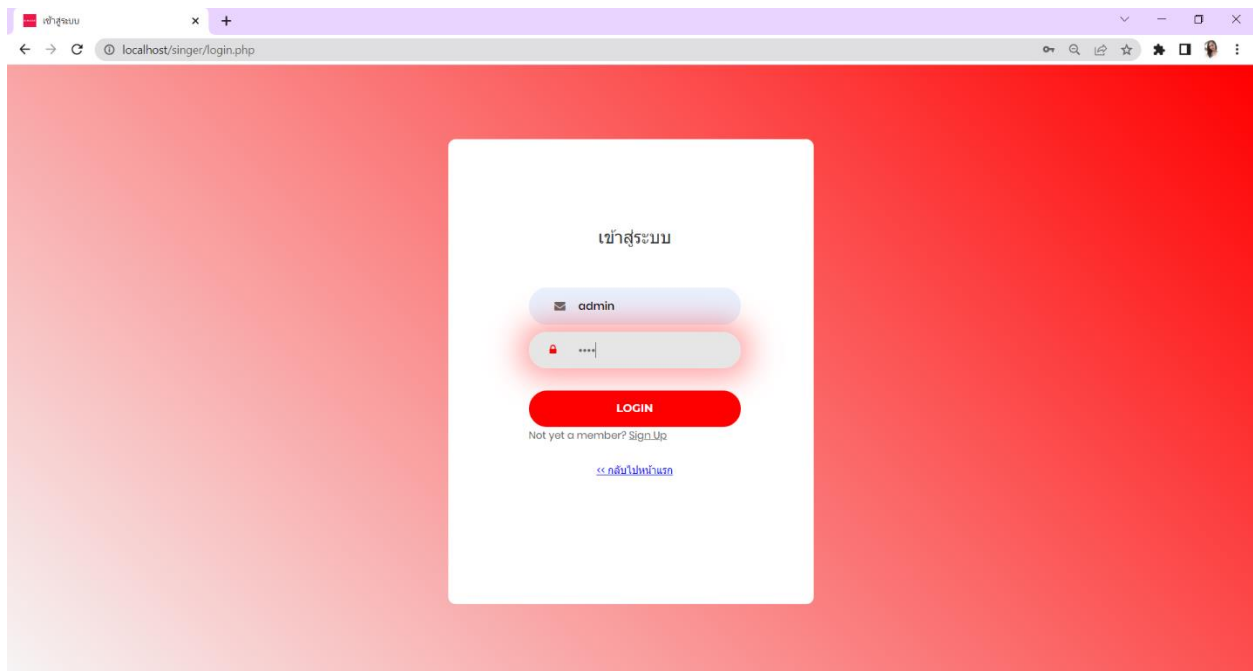 เข้าสู่ระบบ
localhost/singer/login.php
เข้าสู่ระบบ
admin
••••
LOGIN
Not yet a member? Sign Up
<< กลับไปหน้าแรก